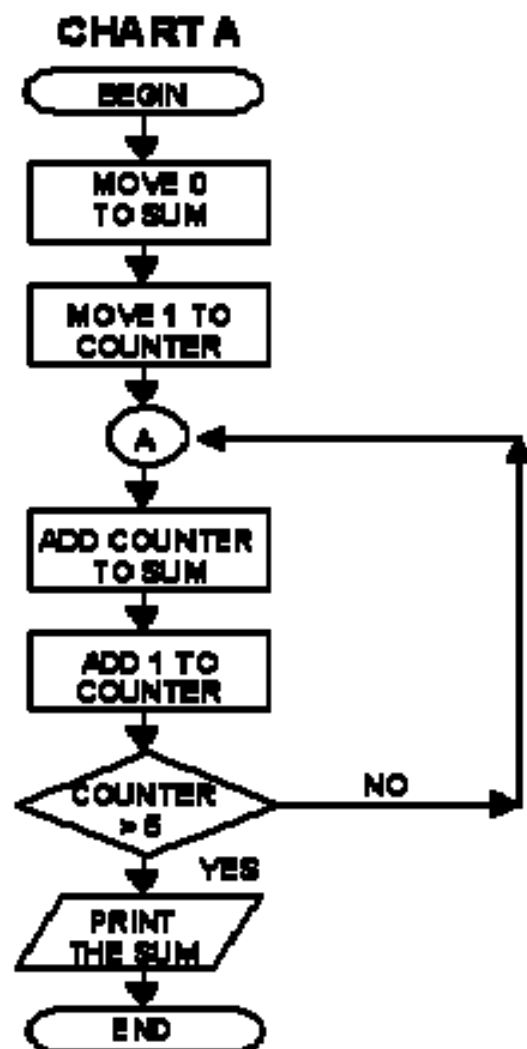 CHART A
BEGIN
MOVE 0
TO SUM
MOVE 1 TO
COUNTER
A
ADD COUNTER
TO SUM
ADD 1 TO
COUNTER
COUNTER
>
NO
YES
PRINT
THE SUM
END